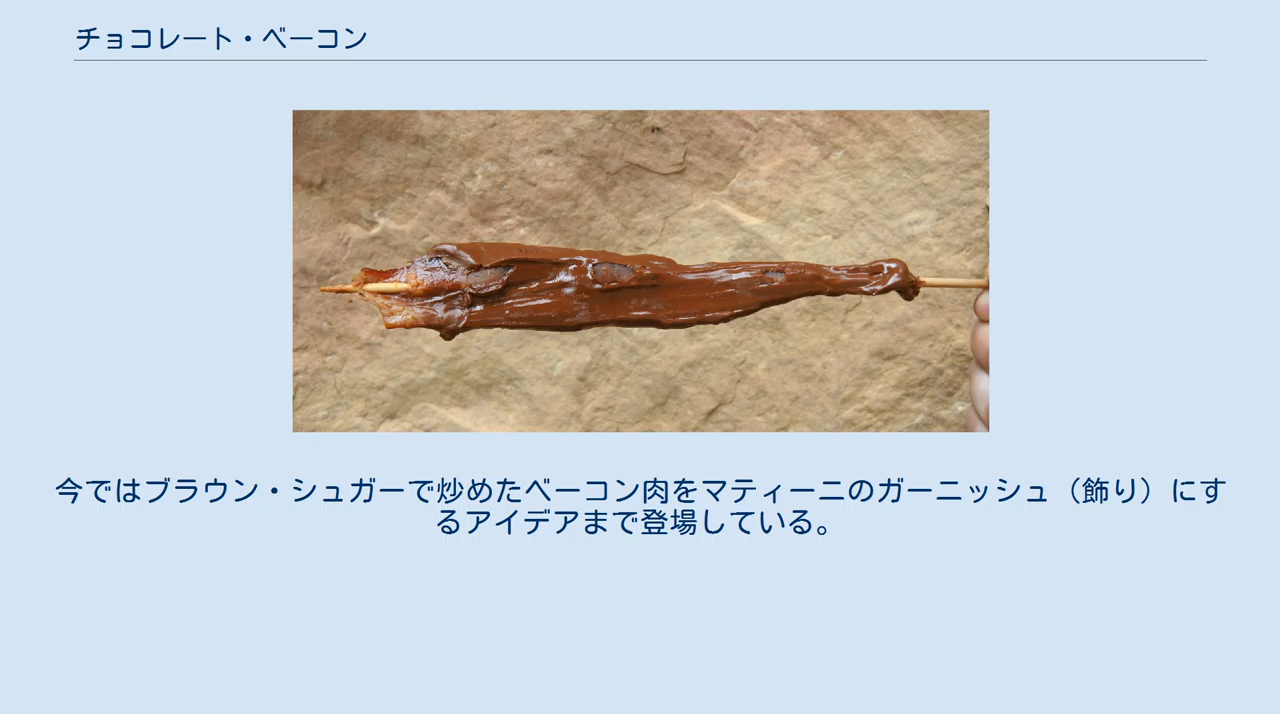 チョコレート・ベーコン
今ではブラウン・シュガーで炒めたベーコン肉をマティーニのガーニッシュ（飾り）にす
るアイデアまで登場している。